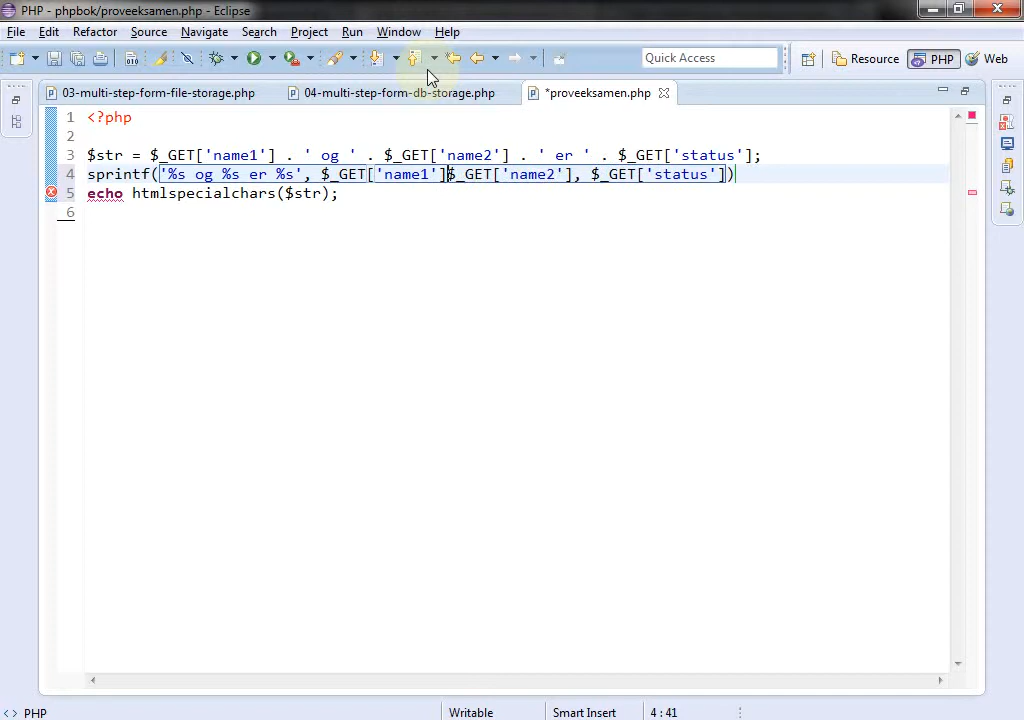 PHP - phpbok/proveeksamen.php - Eclipse
File Edit Refactor Source Navigate Search Project Run Window Help
Quick Access Resource PHP Web
03-multi-step-form-file-storage.php 04-multi-step-form-db-storage.php *proveeksamen.php
1 <?php
2
3 $str = $_GET['name1'] . ' og ' . $_GET['name2'] . ' er ' . $_GET['status'];
4 sprintf('%s og %s er %s', $_GET['name1']$_GET['name2'], $_GET['status'])
5 echo htmlspecialchars($str);
6
PHP Writable Smart Insert 4 : 41